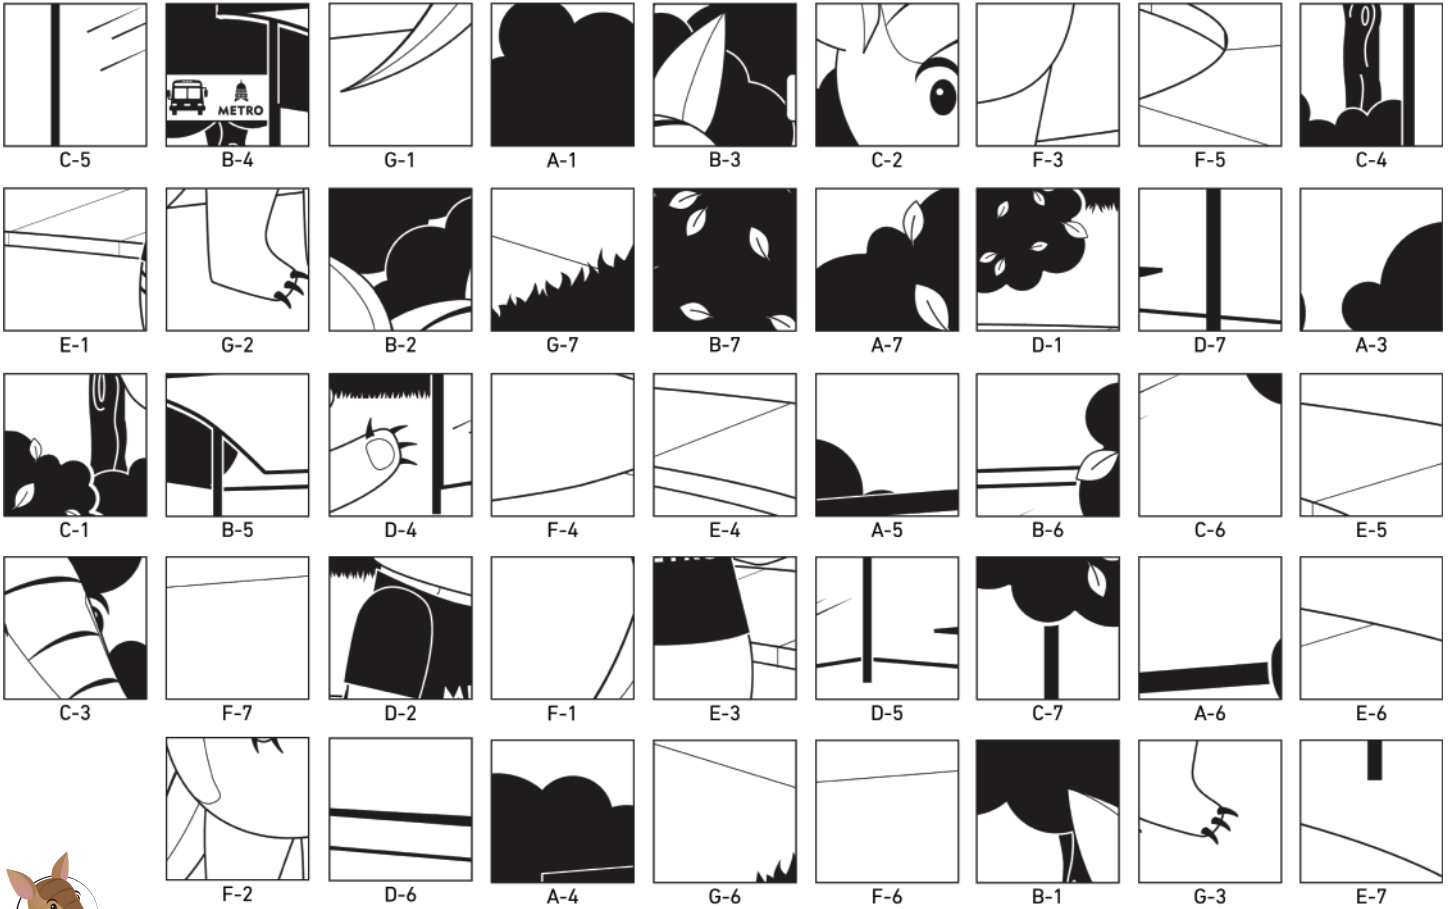 METRO
C-5 B-4 G-1 A-1 B-3 C-2 F-3 F-5 C-4
E-1 G-2 B-2 G-7 B-7 A-7 D-1 D-7 A-3
C-1 B-5 D-4 F-4 E-4 A-5 B-6 C-6 E-5
C-3 F-7 D-2 F-1 E-3 D-5 C-7 A-6 E-6
F-2 D-6 A-4 G-6 F-6 B-1 G-3 E-7